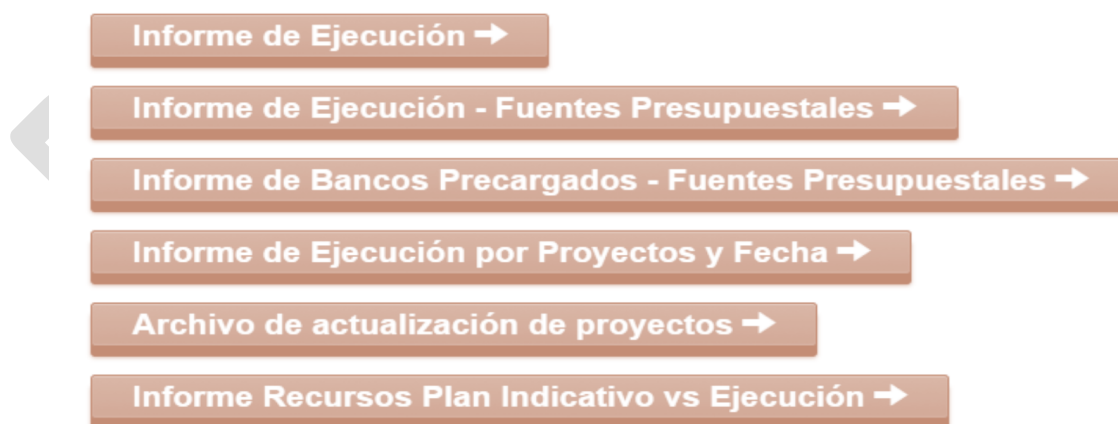 Informe de Ejecución
Informe de Ejecución - Fuentes Presupuestales
Informe de Bancos Precargados - Fuentes Presupuestales
Informe de Ejecución por Proyectos y Fecha
Archivo de actualización de proyectos
Informe Recursos Plan Indicativo vs Ejecución